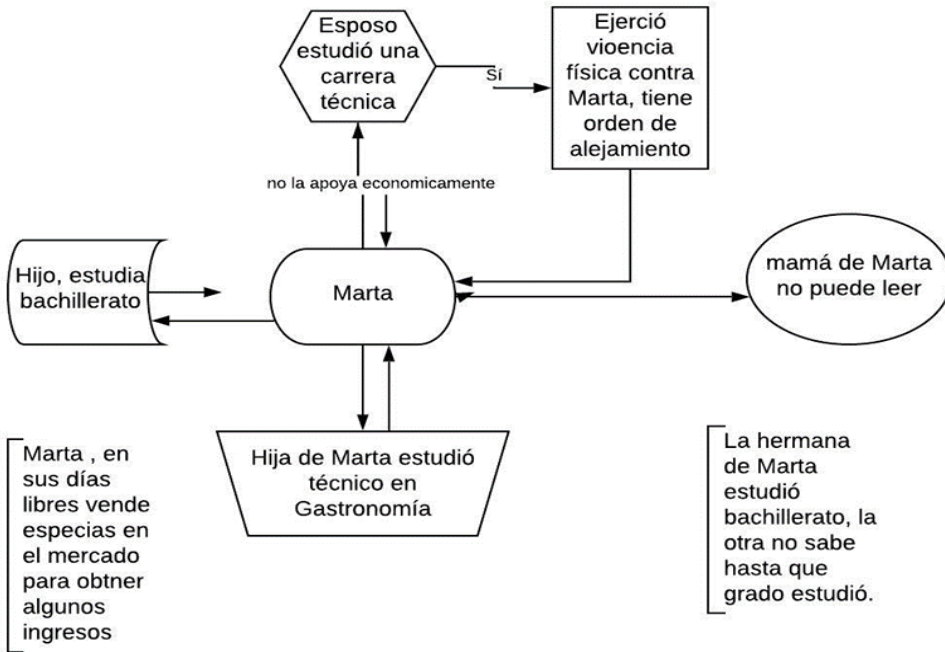 Esposo
estudió una
carrera
técnica
Sí
Ejerció
vioencia
física contra
Marta, tiene
orden de
alejamiento
no la apoya economicamente
Hijo, estudia
bachillerato
Marta
mamá de Marta
no puede leer
Hija de Marta estudió
técnico en
Gastronomía
Marta , en
sus días
libres vende
especias en
el mercado
para obtner
algunos
ingresos
La hermana
de Marta
estudió
bachillerato, la
otra no sabe
hasta que
grado estudió.